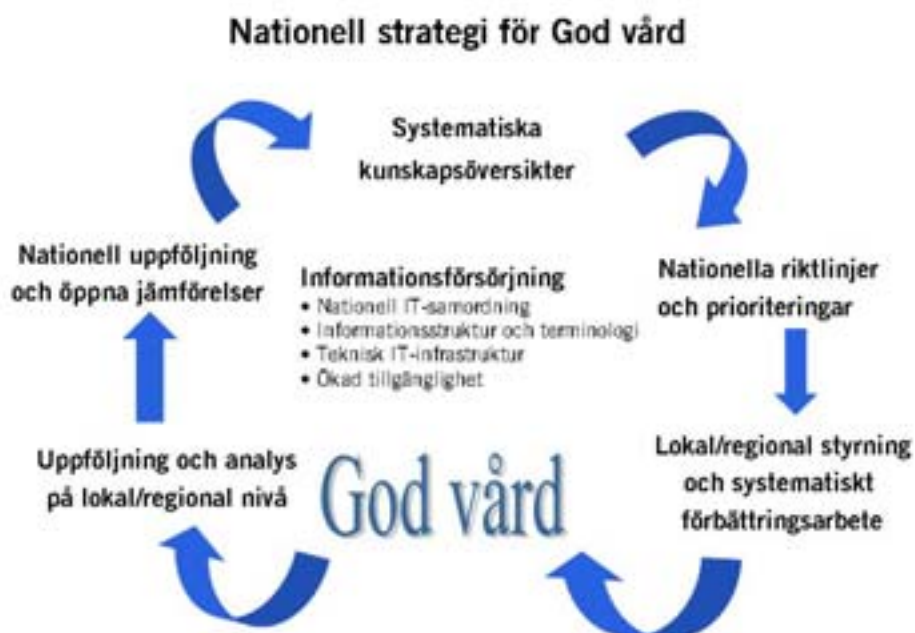 Nationell strategi för God vård
Systematiska
kunskapsöversikter
Nationella riktlinjer
och prioriteringar
Lokal/regional styrning
och systematiskt
förbättringsarbete
God vård
Uppföljning och analys
på lokal/regional nivå
Nationell uppföljning
och öppna jämförelser
Informationsförsörjning
• Nationell IT-samordning
• Informationsstruktur och terminologi
• Teknisk IT-infrastruktur
• Ökad tillgänglighet